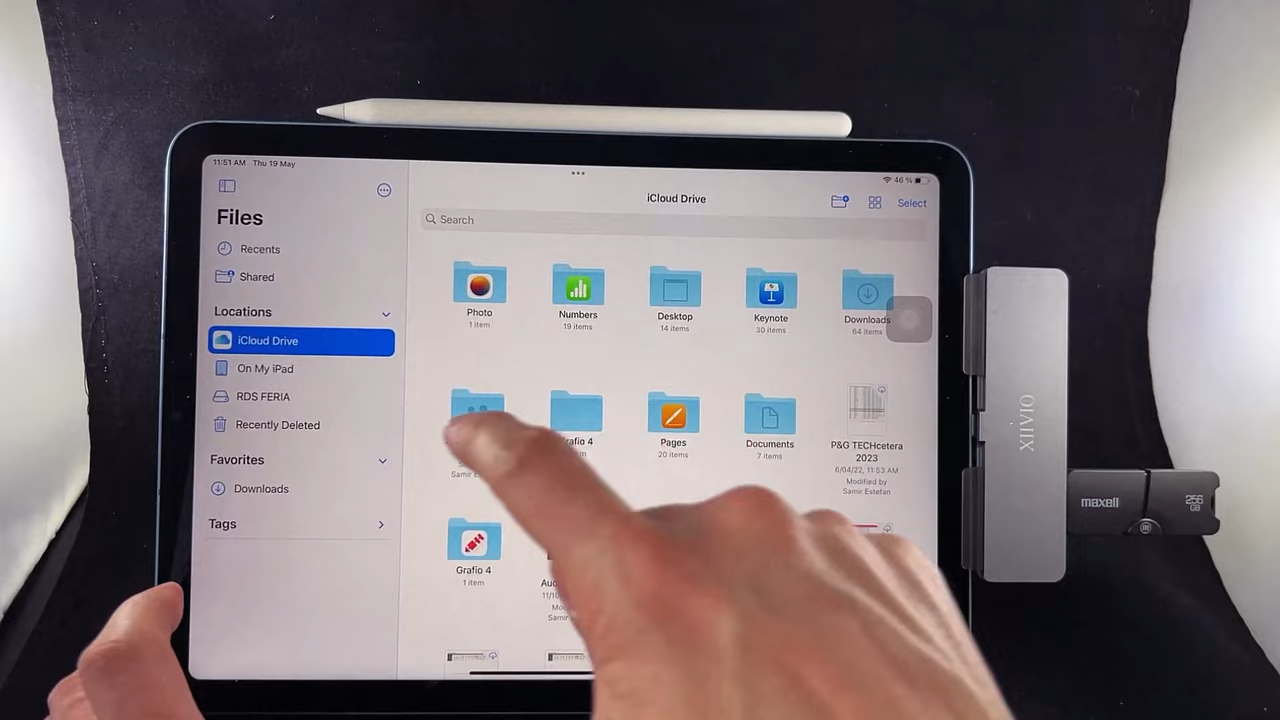 11:51 AM Thu 19 May
46 %
Files
Recents
Shared
Locations
iCloud Drive
On My iPad
RDS FERIA
Recently Deleted
Favorites
Downloads
Tags
iCloud Drive
Select
Search
Photo
1 item
Numbers
19 items
Desktop
14 items
Keynote
30 items
Downloads
64 items
Pages
20 items
Documents
7 items
P&G TECHcetera
2023
6/04/22, 11:53 AM
Modified by
Samir Estefan
Grafio 4
1 item
XIIVIO
maxell
256
GB